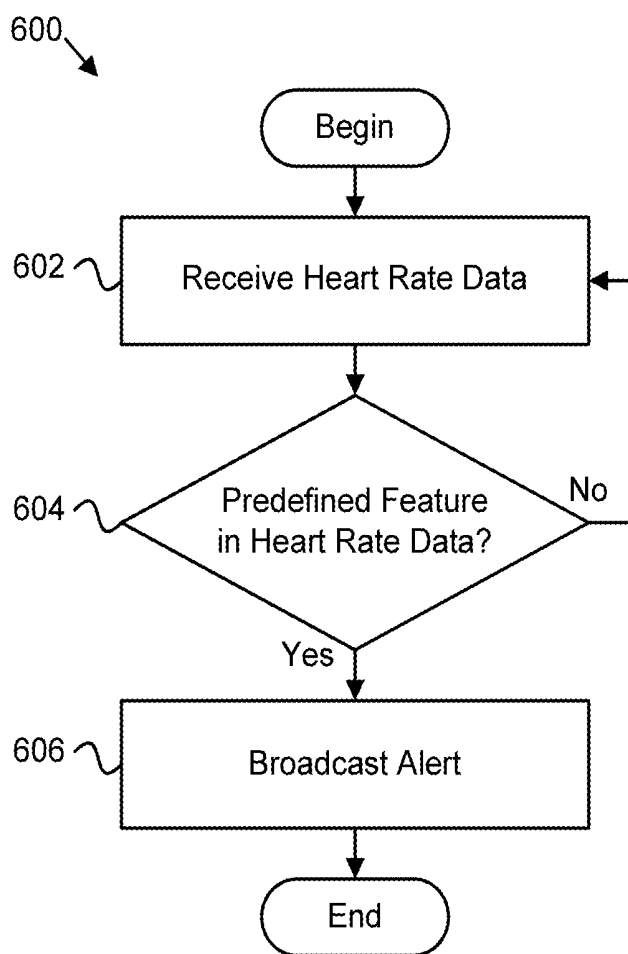 600
Begin
602
Receive Heart Rate Data
604
Predefined Feature
in Heart Rate Data?
No
Yes
606
Broadcast Alert
End